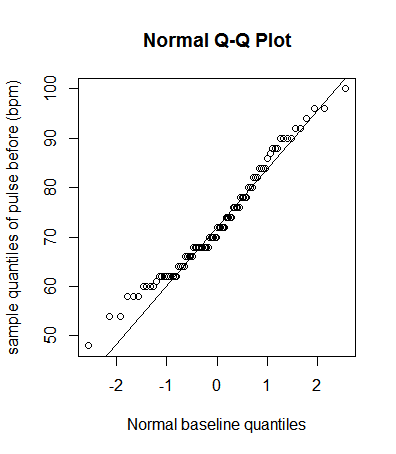 Normal Q-Q Plot
sample quantiles of pulse before (bpm)
100
90
80
70
60
50
-2 -1 0 1 2
Normal baseline quantiles